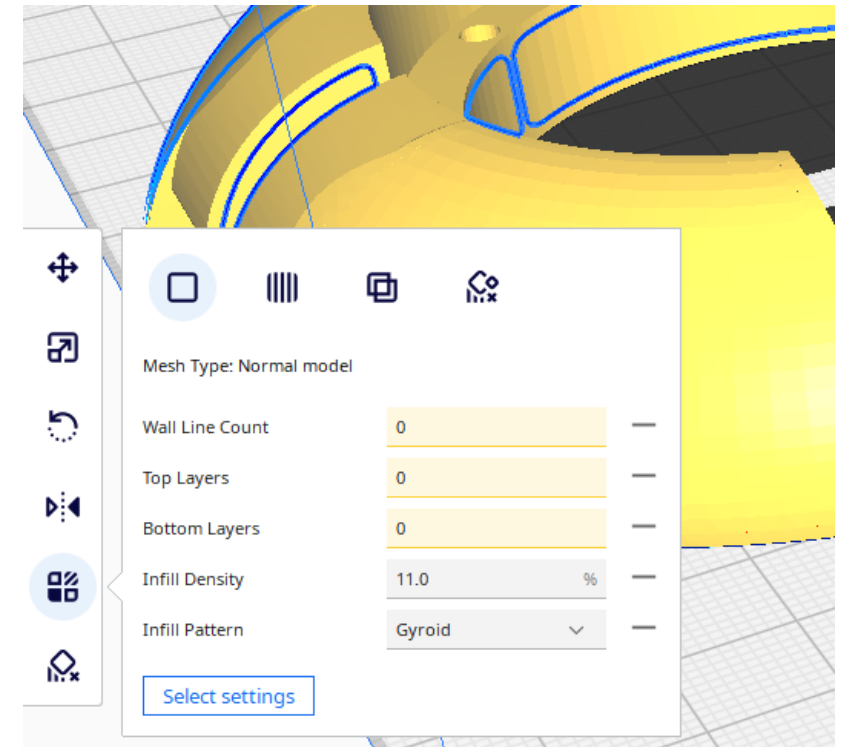 Mesh Type: Normal model
Wall Line Count 0
Top Layers 0
Bottom Layers 0
Infill Density 11.0 %
Infill Pattern Gyroid
Select settings